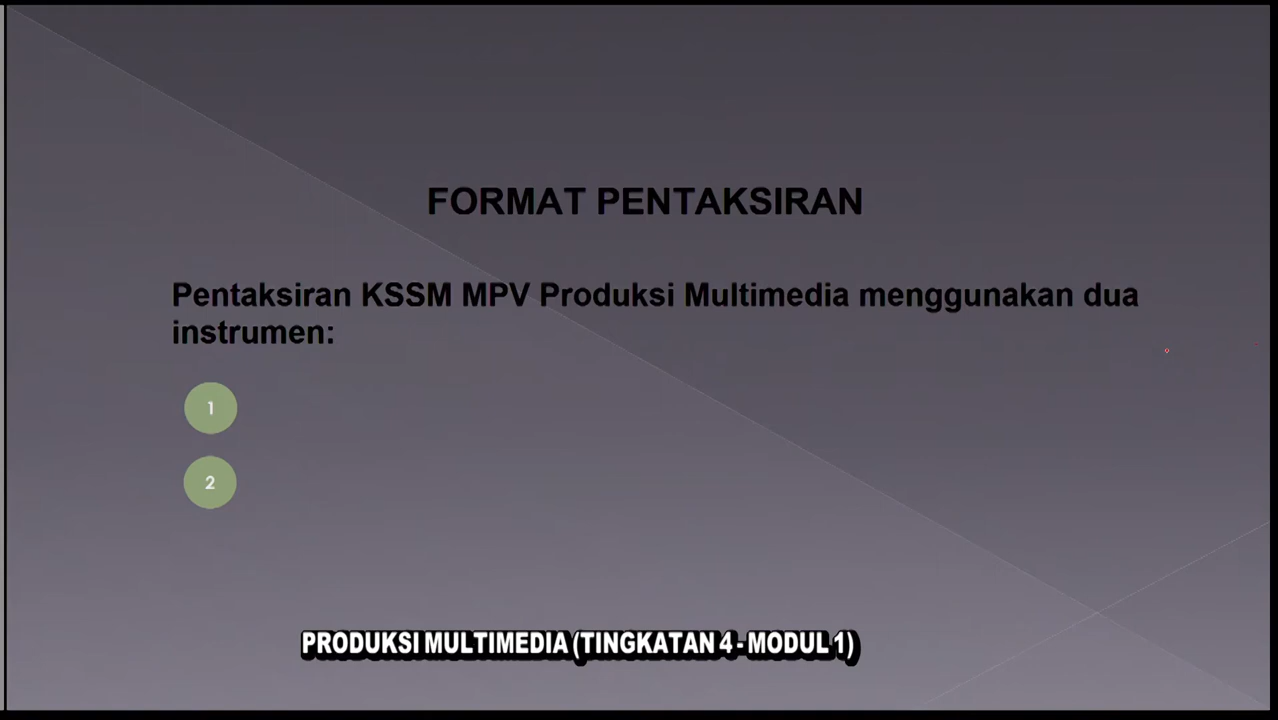 FORMAT PENTAKSIRAN
Pentaksiran KSSM MPV Produksi Multimedia menggunakan dua
instrumen:
1
2
PRODUKSI MULTIMEDIA (TINGKATAN 4 - MODUL 1)